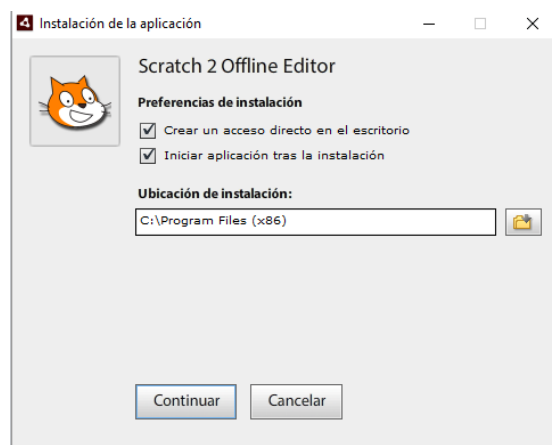 Instalación de la aplicación
Scratch 2 Offline Editor
Preferencias de instalación
Crear un acceso directo en el escritorio
Iniciar aplicación tras la instalación
Ubicación de instalación:
C:\Program Files (x86)
Continuar
Cancelar